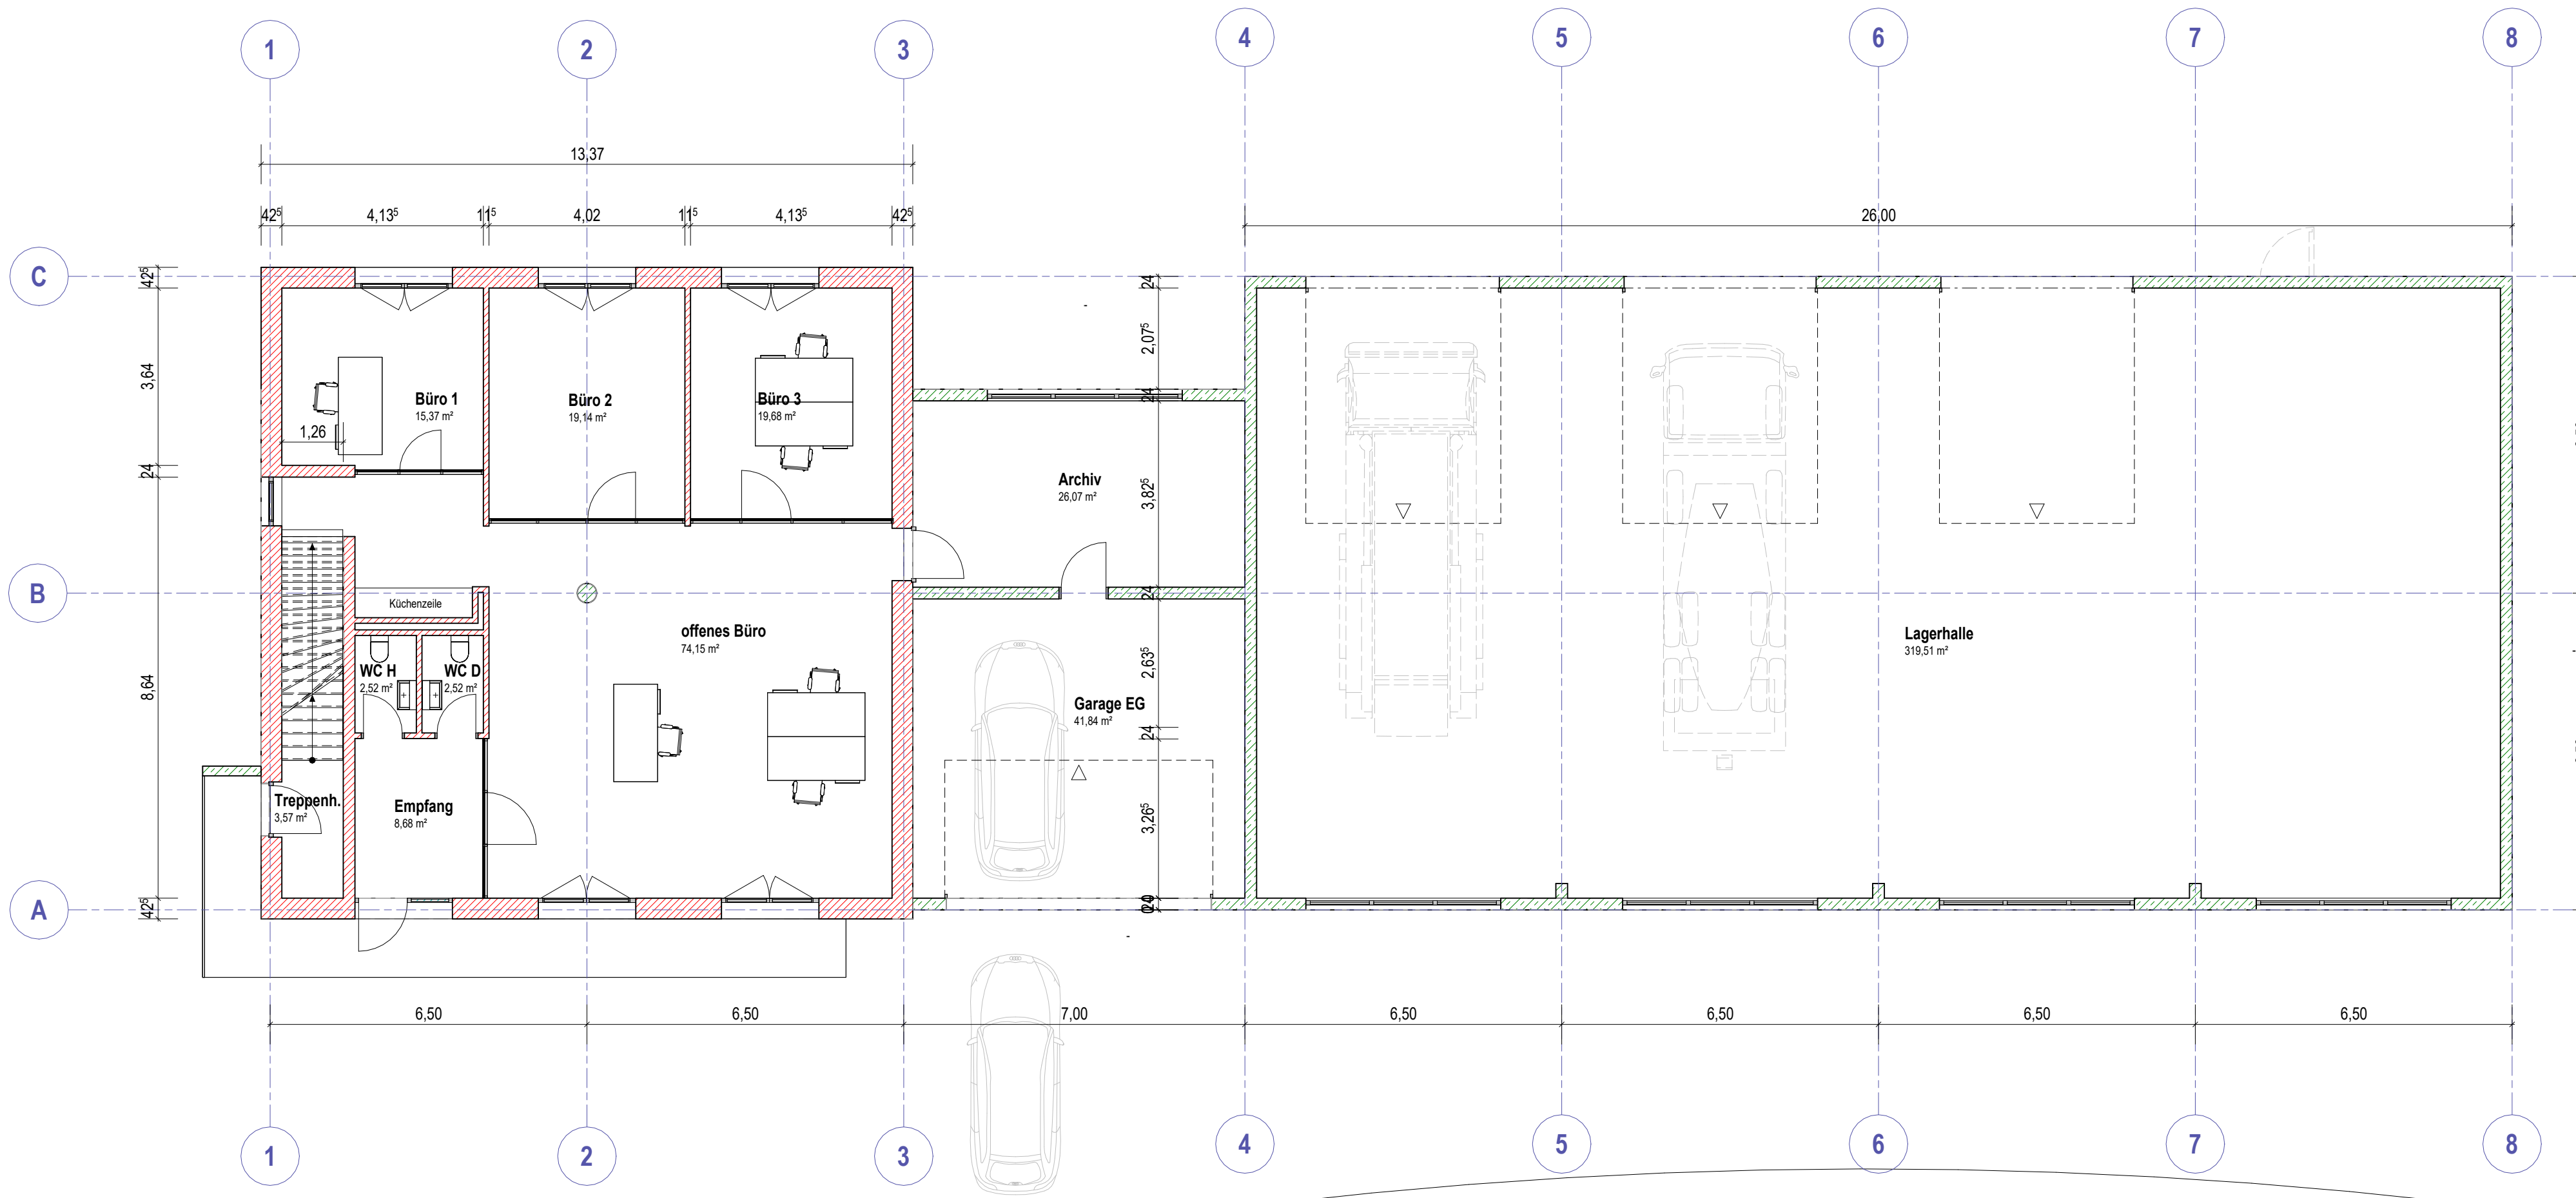 1 2 3 4 5 6 7 8
13,37
42⁵ 4,13⁵ 11⁵ 4,02 11⁵ 4,13⁵ 42⁵
26,00
C
B
A
42⁵
3,64
24
8,64
42⁵
24
2,07⁵
24
3,82⁵
24
2,63⁵
24
3,26⁵
Büro 1
15,37 m²
1,26
Büro 2
19,14 m²
Büro 3
19,68 m²
Archiv
26,07 m²
Küchenzeile
offenes Büro
74,15 m²
Lagerhalle
319,51 m²
WC H
2,52 m²
WC D
2,52 m²
Garage EG
41,84 m²
Treppenh.
3,57 m²
Empfang
8,68 m²
6,50 6,50 7,00 6,50 6,50 6,50 6,50
1 2 3 4 5 6 7 8